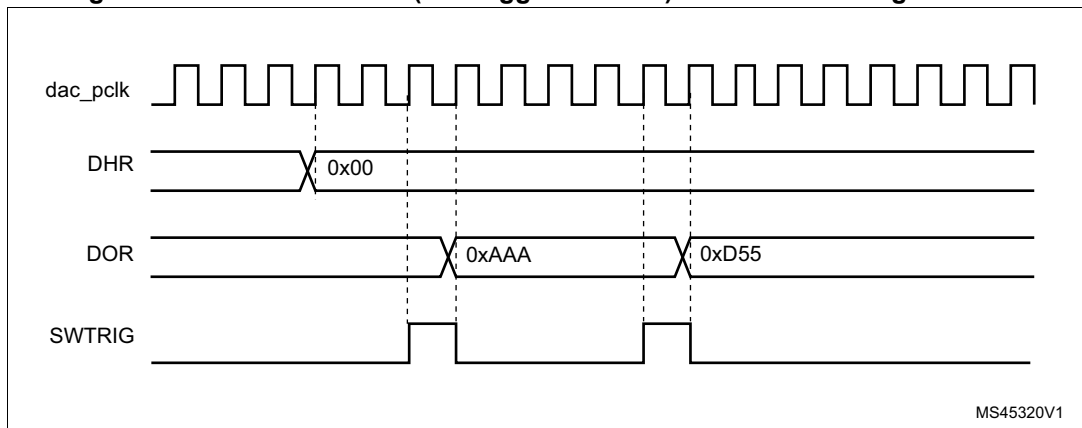 dac_pclk
DHR
0x00
DOR
0xAAA
0xD55
SWTRIG
MS45320V1